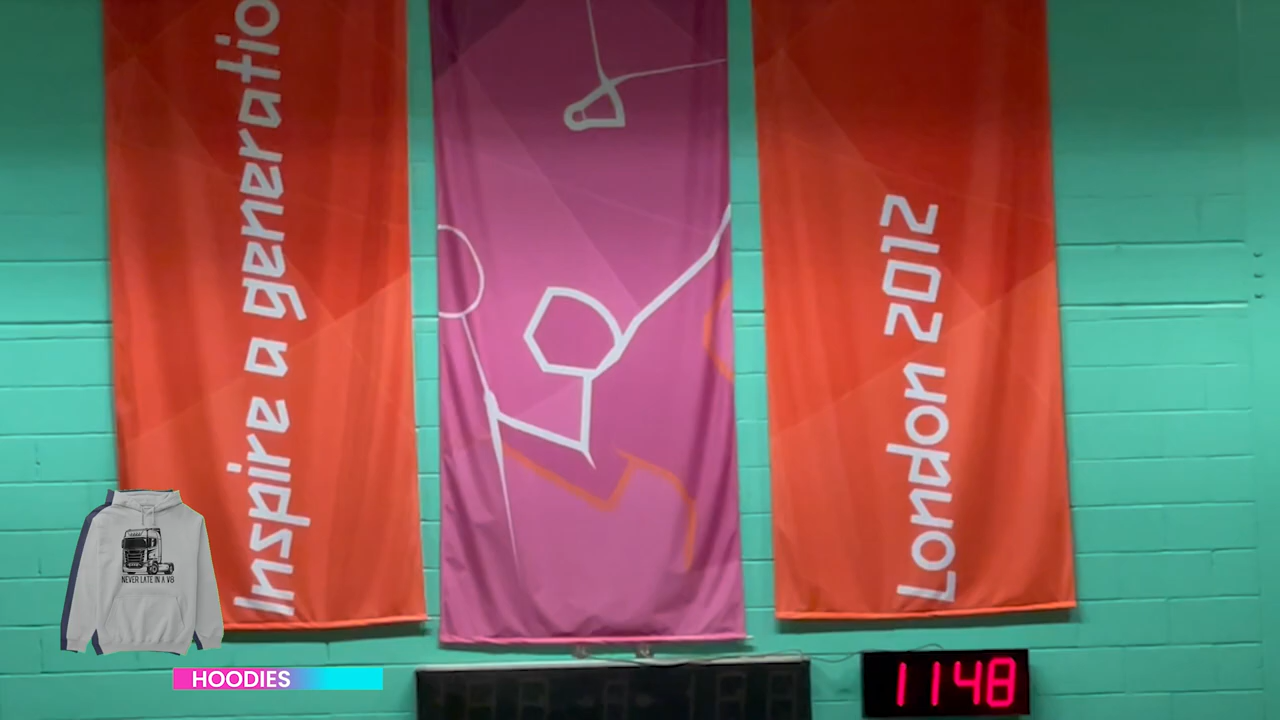 Inspire a generatio
London 2012
NEVER LATE IN A V8
HOODIES
1148